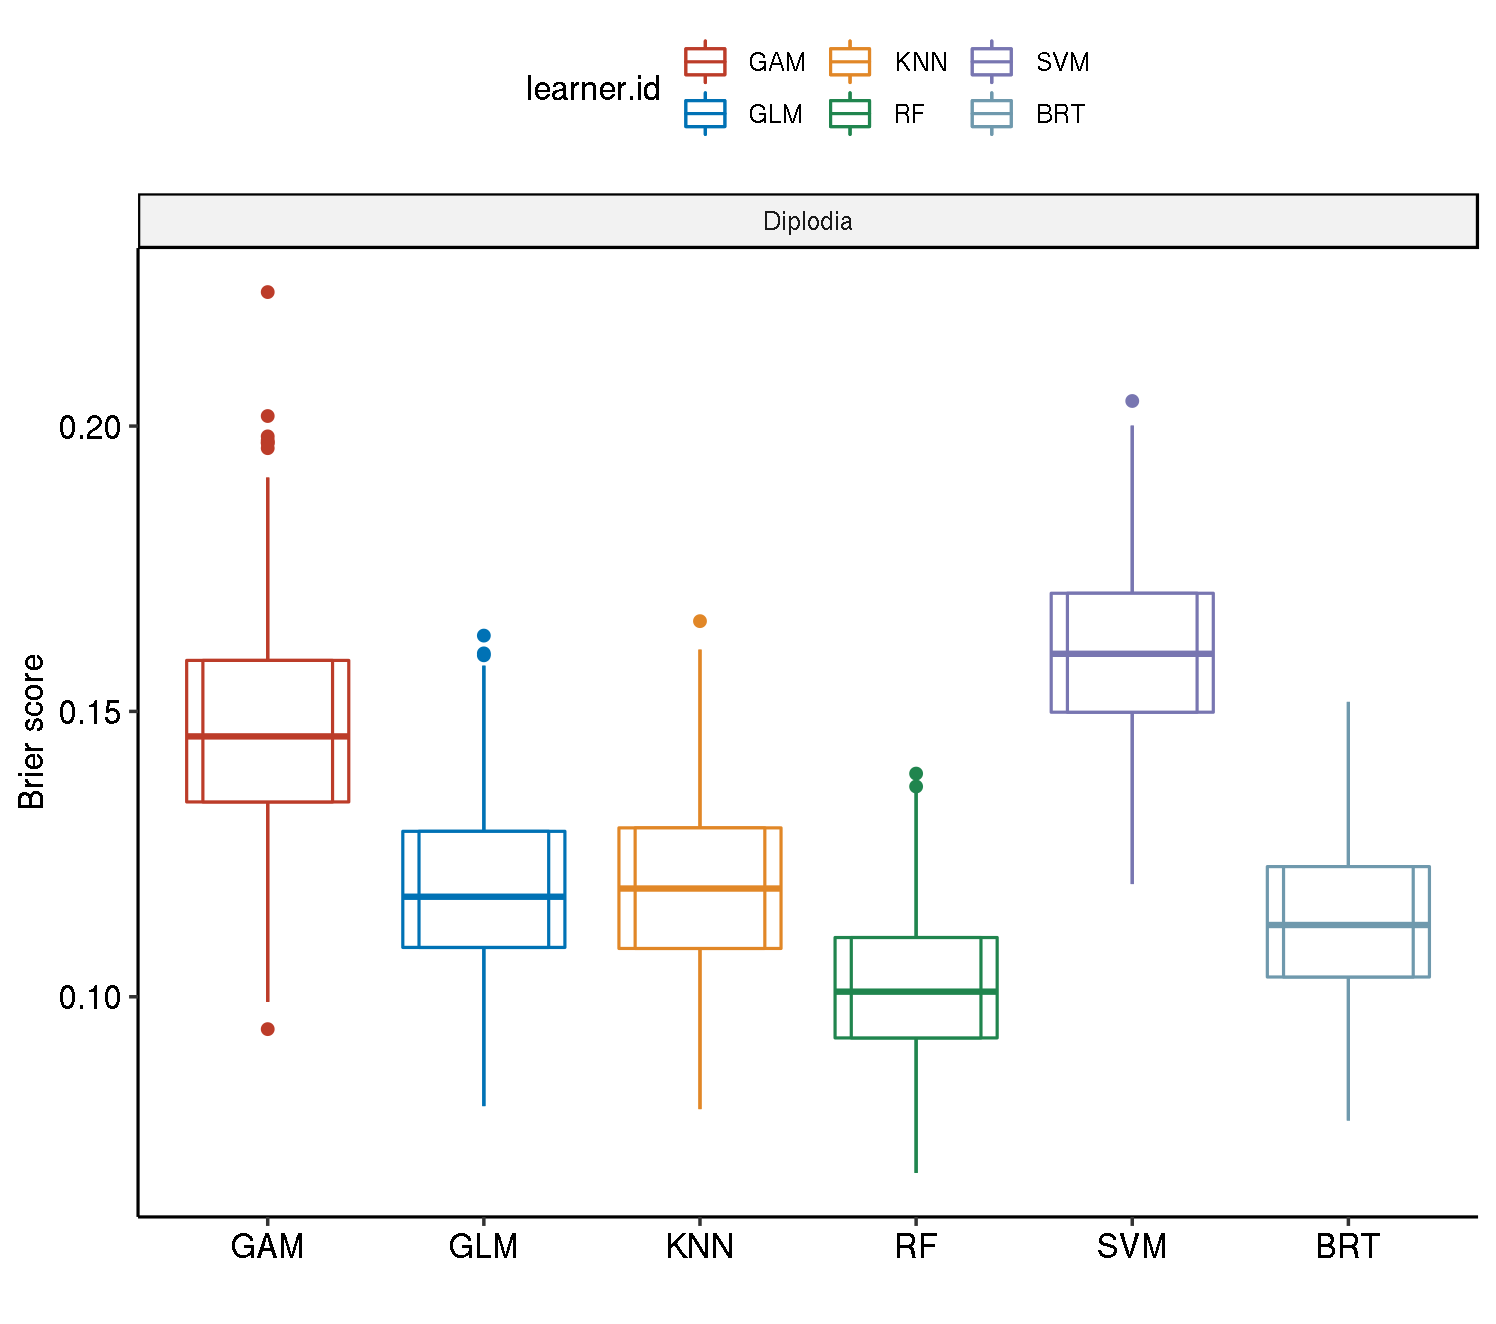 learner.id
GAM KNN SVM
GLM RF BRT
Diplodia
Brier score
0.20
0.15
0.10
GAM GLM KNN RF SVM BRT